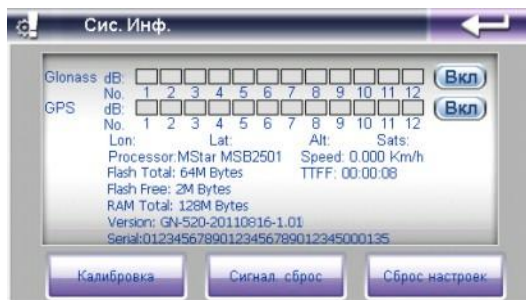 Сис. Инф.
Glonass dB: Вкл
No. 1 2 3 4 5 6 7 8 9 10 11 12
GPS dB: Вкл
No. 1 2 3 4 5 6 7 8 9 10 11 12
Lon: Lat: Alt: Sats:
Processor:MStar MSB2501 Speed: 0.000 Km/h
Flash Total: 64M Bytes TTFF: 00:00:08
Flash Free: 2M Bytes
RAM Total: 128M Bytes
Version: GN-520-20110816-1.01
Serial:01234567890123456789012345000135
Калибровка Сигнал. сброс Сброс настроек